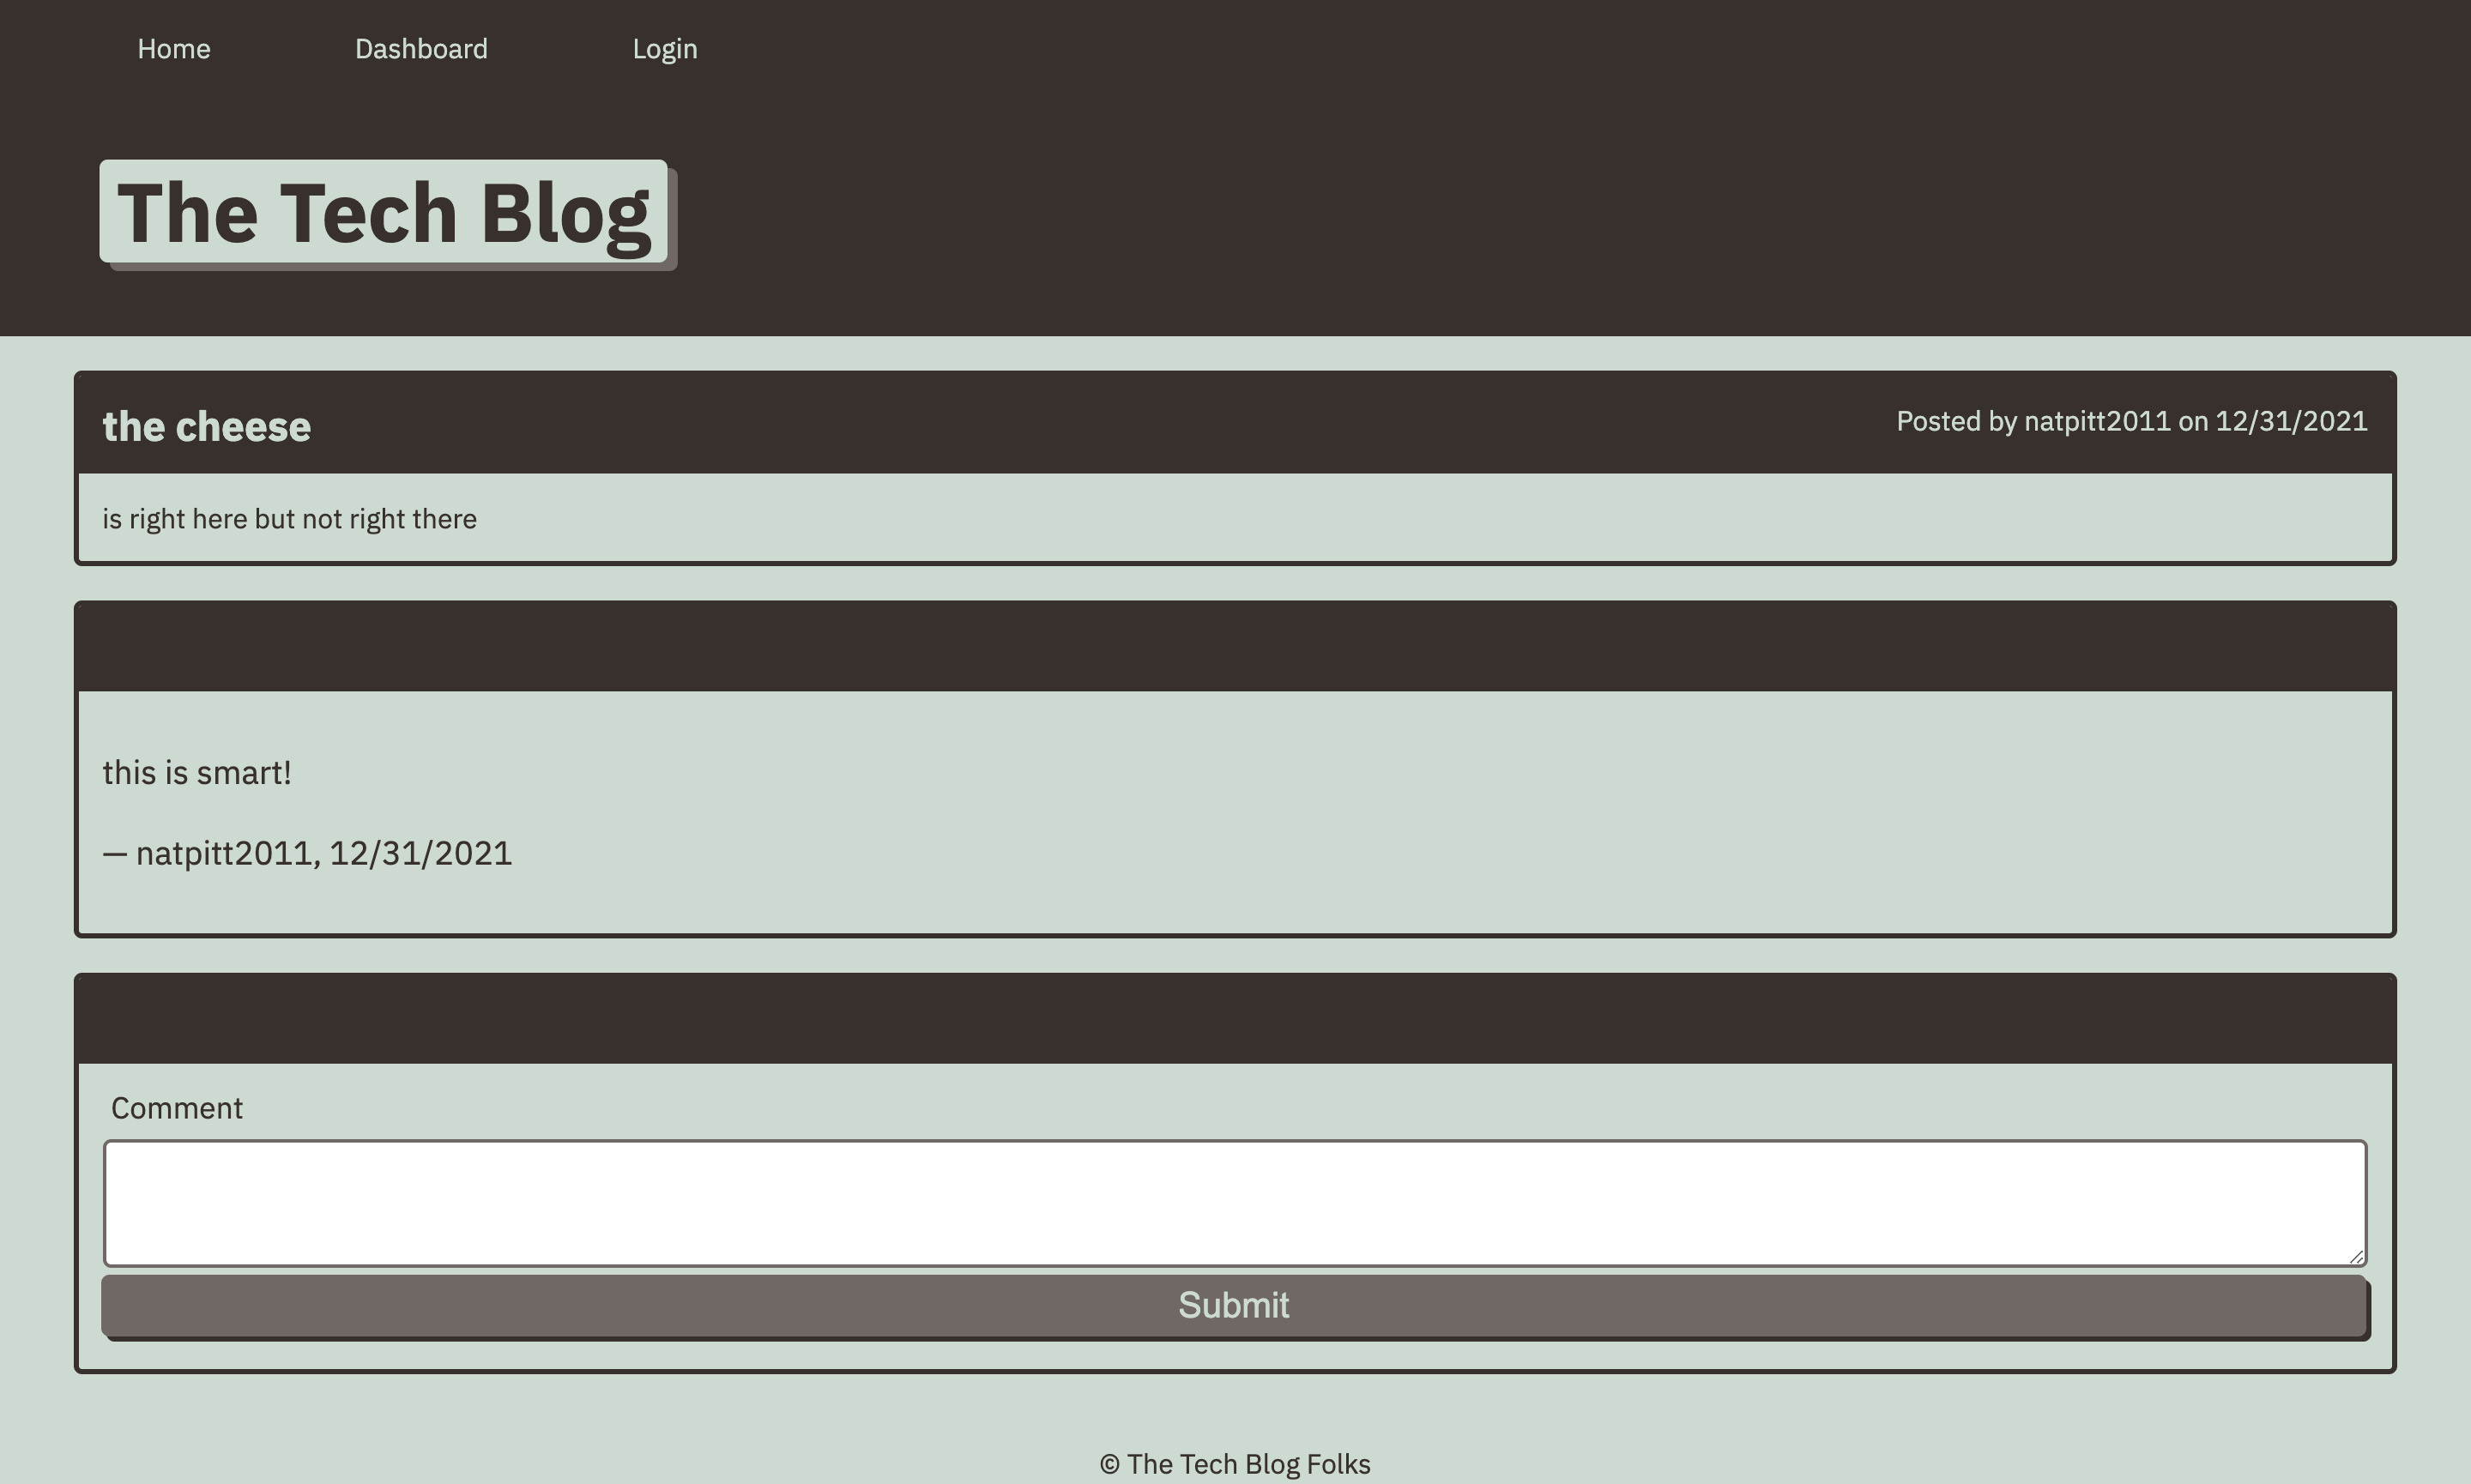 Home Dashboard Login
The Tech Blog
the cheese Posted by natpitt2011 on 12/31/2021
is right here but not right there
this is smart!
— natpitt2011, 12/31/2021
Comment
Submit
© The Tech Blog Folks